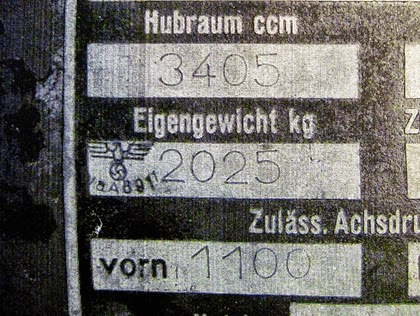 Hubraum ccm
3405
Eigengewicht kg
2025
Zuläss. Achsdru
vorn 1100